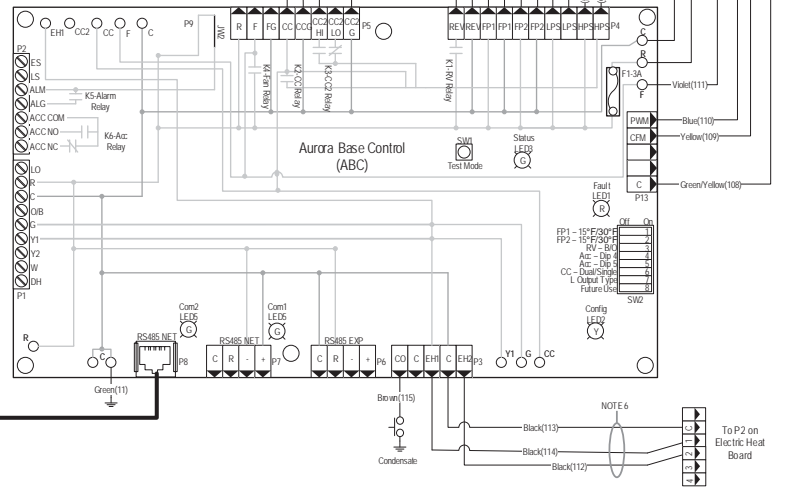 EH1 CC2 CC F C
P9
JW2
R F FG CC CCG CC2 HI CC2 LO CC2 G
P5
REV REV FP1 FP1 FP2 FP2 LPS LPS HPS HPS
P4
C
R
F1-3A
F
Violet(111)
P2
ES
LS
ALM
ALG
ACC COM
ACC NO
ACC NC
K5-Alarm
Relay
K6-Acc
Relay
K4-Fan Relay
K2-CC Relay
K3-CC2 Relay
K1-RV Relay
Aurora Base Control
(ABC)
SW1
Test Mode
Status
LED3
G
PWM
Blue(110)
CFM
Yellow(109)
C
Green/Yellow(108)
P13
Fault
LED1
R
LO
R
C
O/B
G
Y1
Y2
W
DH
P1
Off On
FP1 – 15°F/30°F 1
FP2 – 15°F/30°F 2
RV – B/O 3
Acc – Dip 4 4
Acc – Dip 5 5
CC – Dual/Single 6
L Output Type 7
Future Use 8
SW2
Config
LED2
Y
R
C
Green(11)
RS485 NET
P8
Com2
LED5
G
RS485 NET
C R - +
P7
Com1
LED5
G
RS485 EXP
C R - +
P6
CO C EH1 C EH2
P3
Y1 G CC
Brown(115)
Condensate
NOTE 6
Black(113)
Black(114)
Black(112)
C
1
2
3
4
To P2 on
Electric Heat
Board